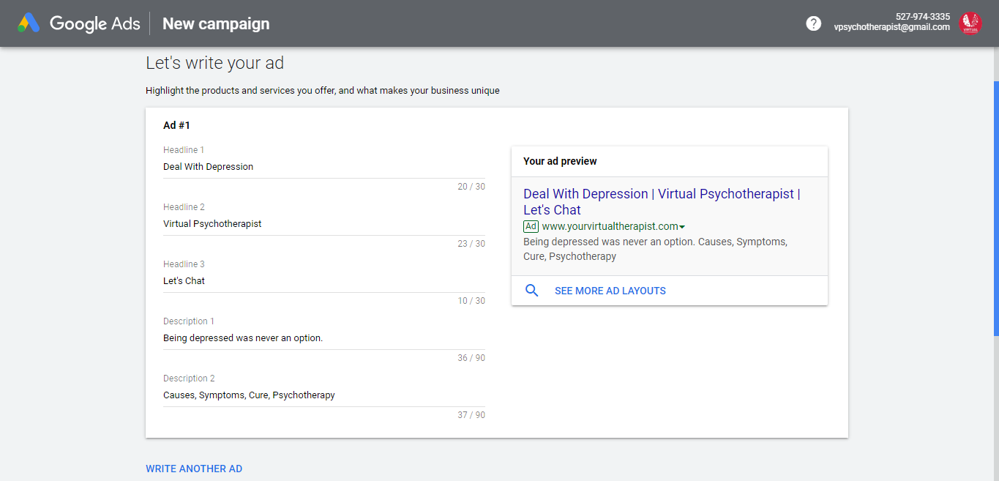 Google Ads
New campaign
?
527-974-3335
vpsychotherapist@gmail.com
VIRTUAL
Let's write your ad
Highlight the products and services you offer, and what makes your business unique
Ad #1
Headline 1
Deal With Depression
20 / 30
Headline 2
Virtual Psychotherapist
23 / 30
Headline 3
Let's Chat
10 / 30
Description 1
Being depressed was never an option.
36 / 90
Description 2
Causes, Symptoms, Cure, Psychotherapy
37 / 90
Your ad preview
Deal With Depression | Virtual Psychotherapist |
Let's Chat
Ad www.yourvirtualtherapist.com
Being depressed was never an option. Causes, Symptoms,
Cure, Psychotherapy
SEE MORE AD LAYOUTS
WRITE ANOTHER AD